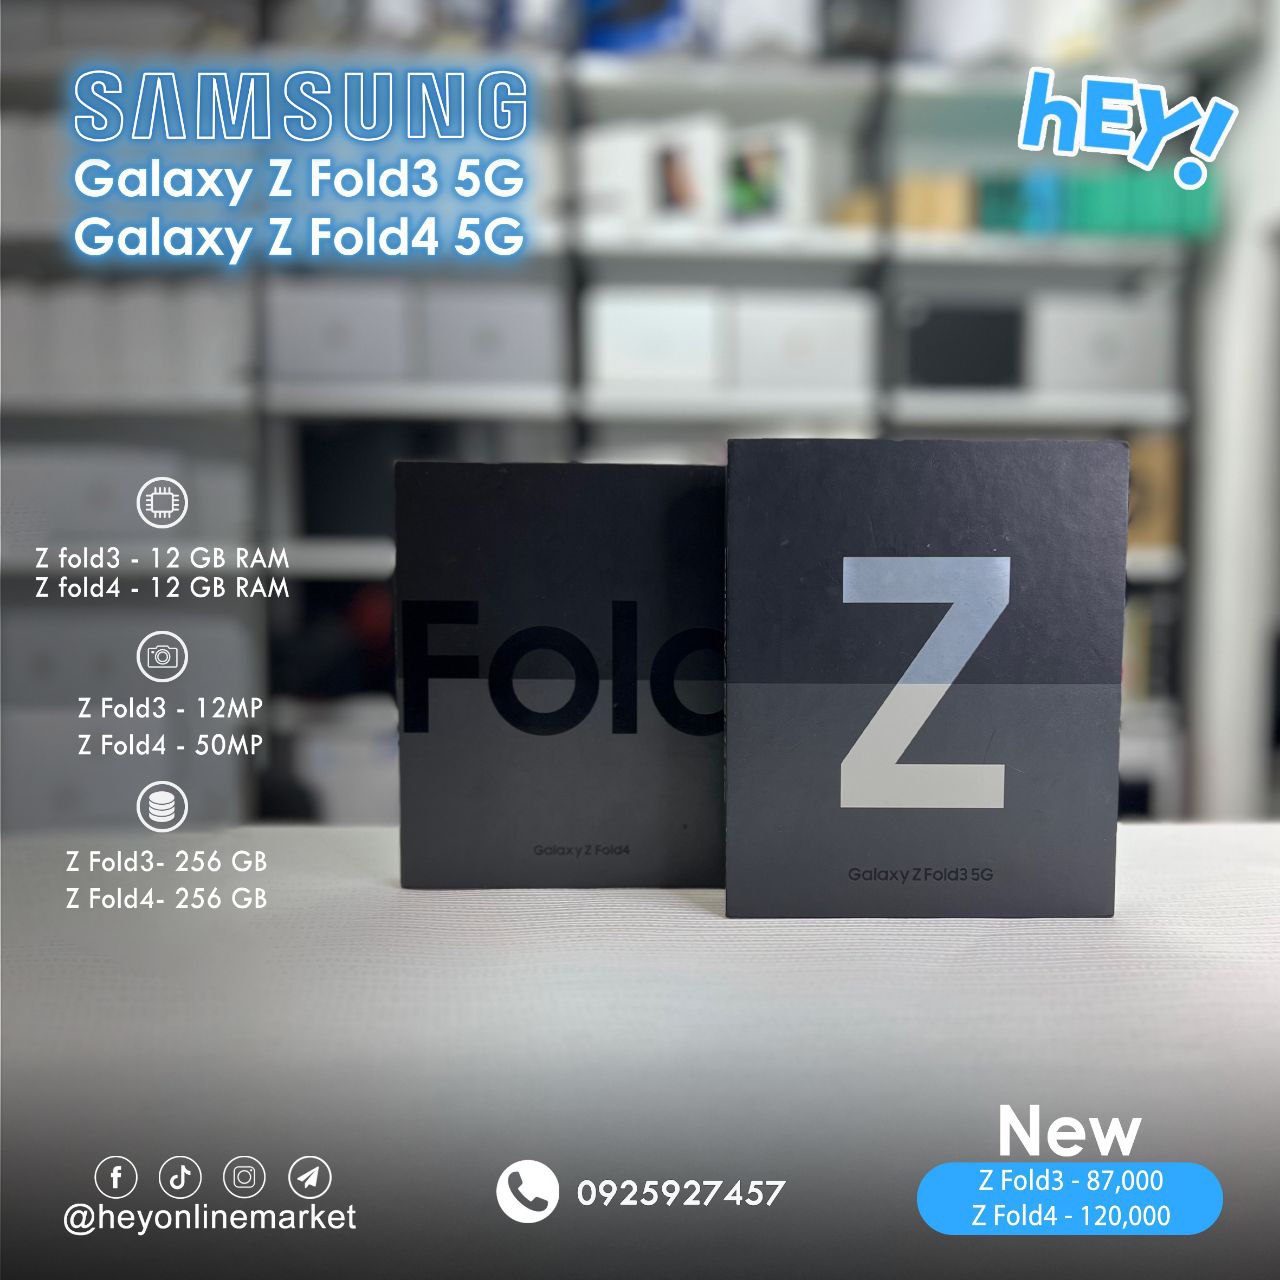 SAMSUNG
Galaxy Z Fold3 5G
Galaxy Z Fold4 5G
hEY!
Z fold3 - 12 GB RAM
Z fold4 - 12 GB RAM
Z Fold3 - 12MP
Z Fold4 - 50MP
Z Fold3- 256 GB
Z Fold4- 256 GB
Fold
Galaxy Z Fold4
Z
Galaxy Z Fold3 5G
@heyonlinemarket
0925927457
New
Z Fold3 - 87,000
Z Fold4 - 120,000